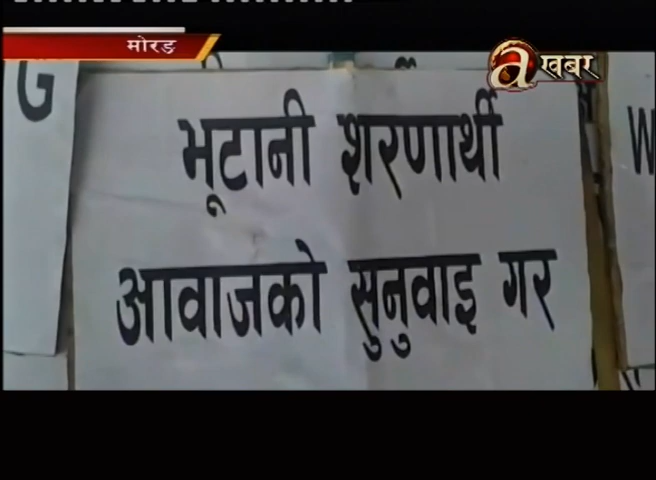 मोरङ
a खबर
G
भूटानी शरणार्थी
W
आवाजको सुनुवाइ गर